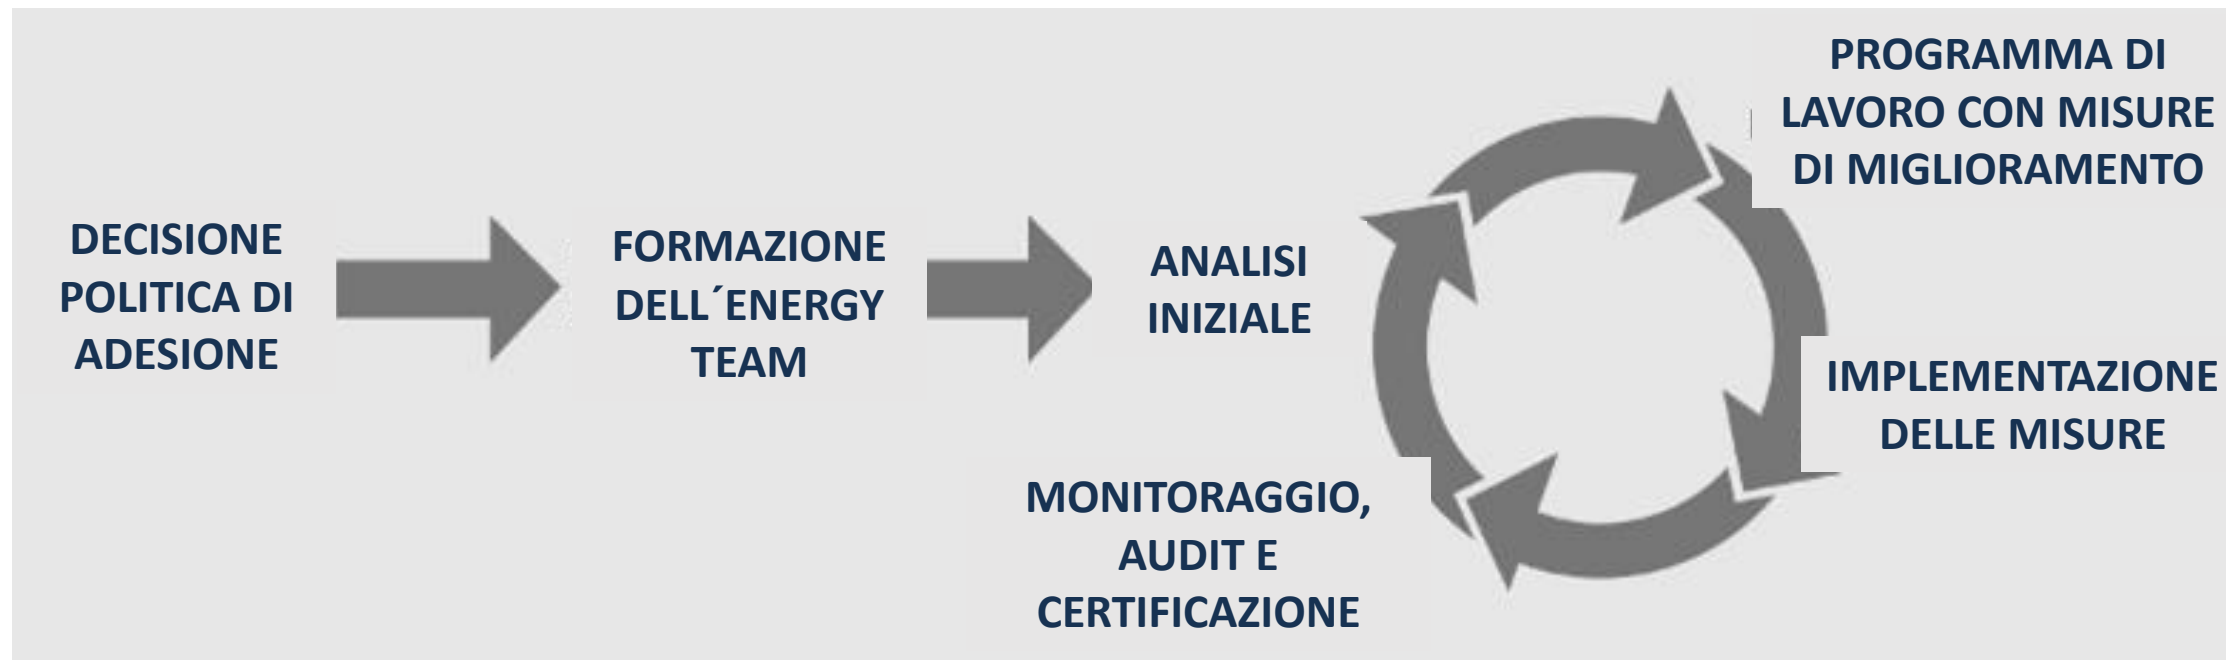 DECISIONE
POLITICA DI
ADESIONE
FORMAZIONE
DELL´ENERGY
TEAM
ANALISI
INIZIALE
PROGRAMMA DI
LAVORO CON MISURE
DI MIGLIORAMENTO
IMPLEMENTAZIONE
DELLE MISURE
MONITORAGGIO,
AUDIT E
CERTIFICAZIONE